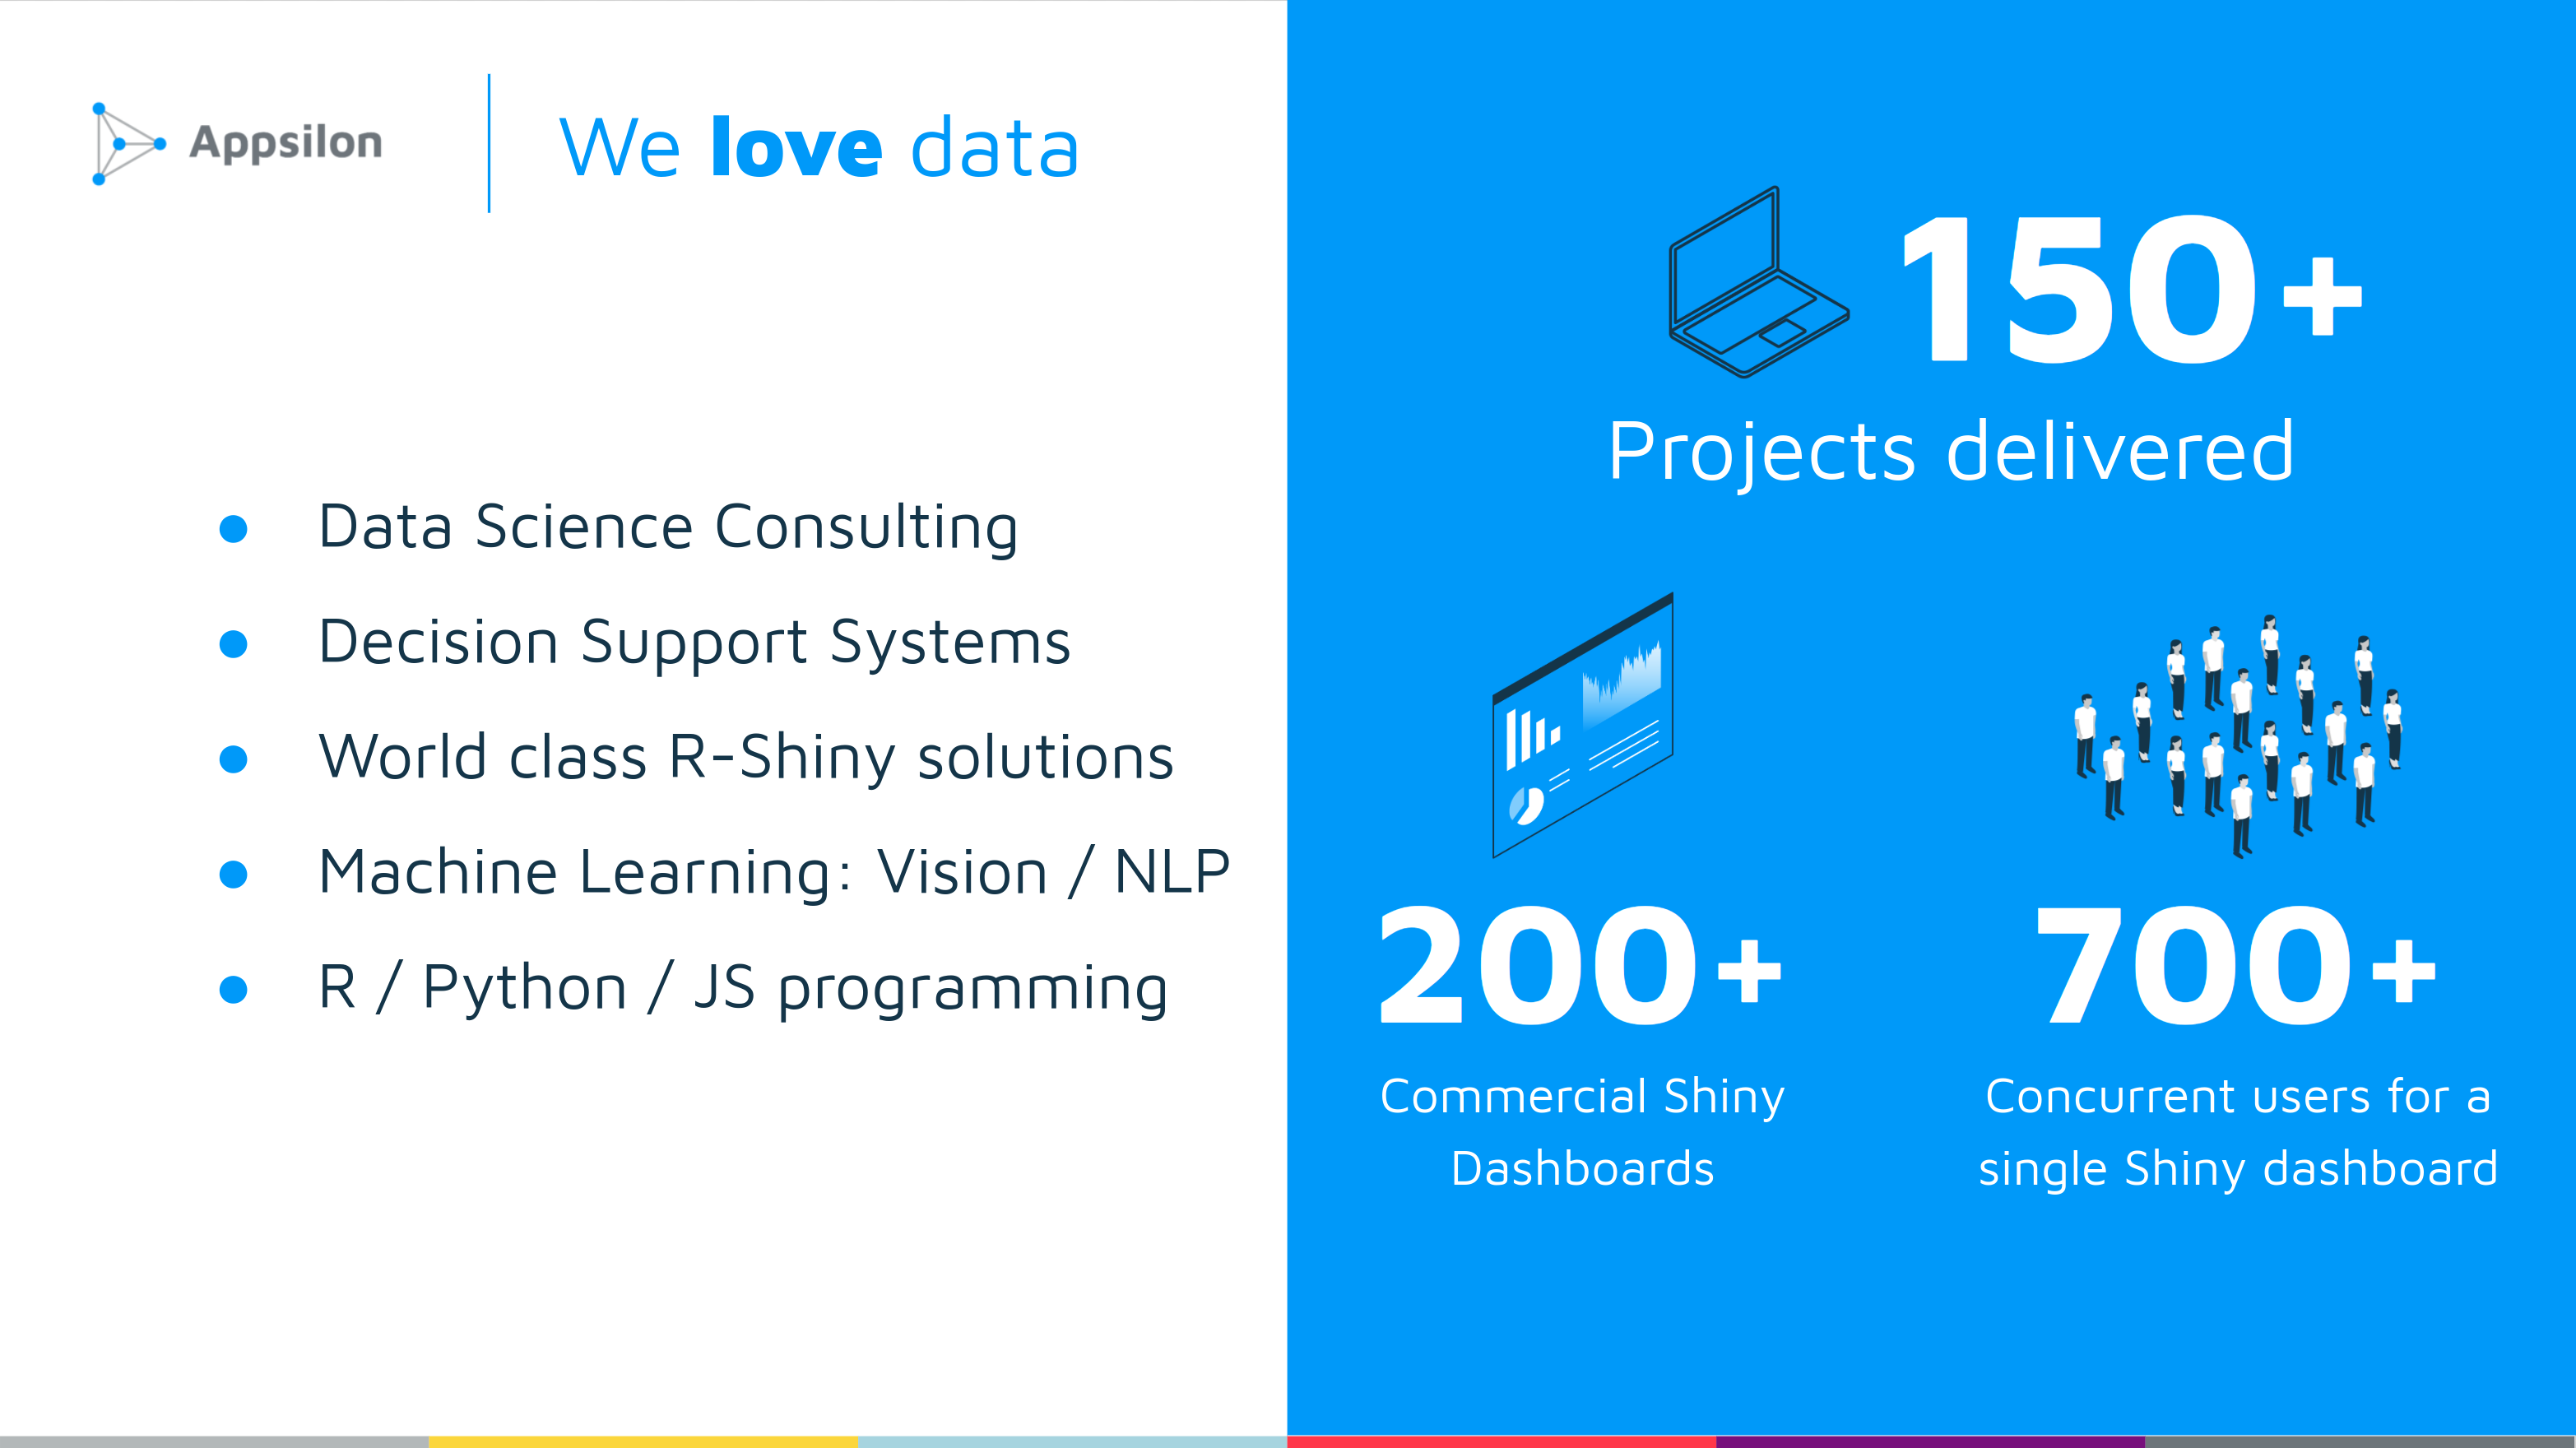 Appsilon
We love data
● Data Science Consulting
● Decision Support Systems
● World class R-Shiny solutions
● Machine Learning: Vision / NLP
● R / Python / JS programming
150+
Projects delivered
200+
Commercial Shiny
Dashboards
700+
Concurrent users for a
single Shiny dashboard